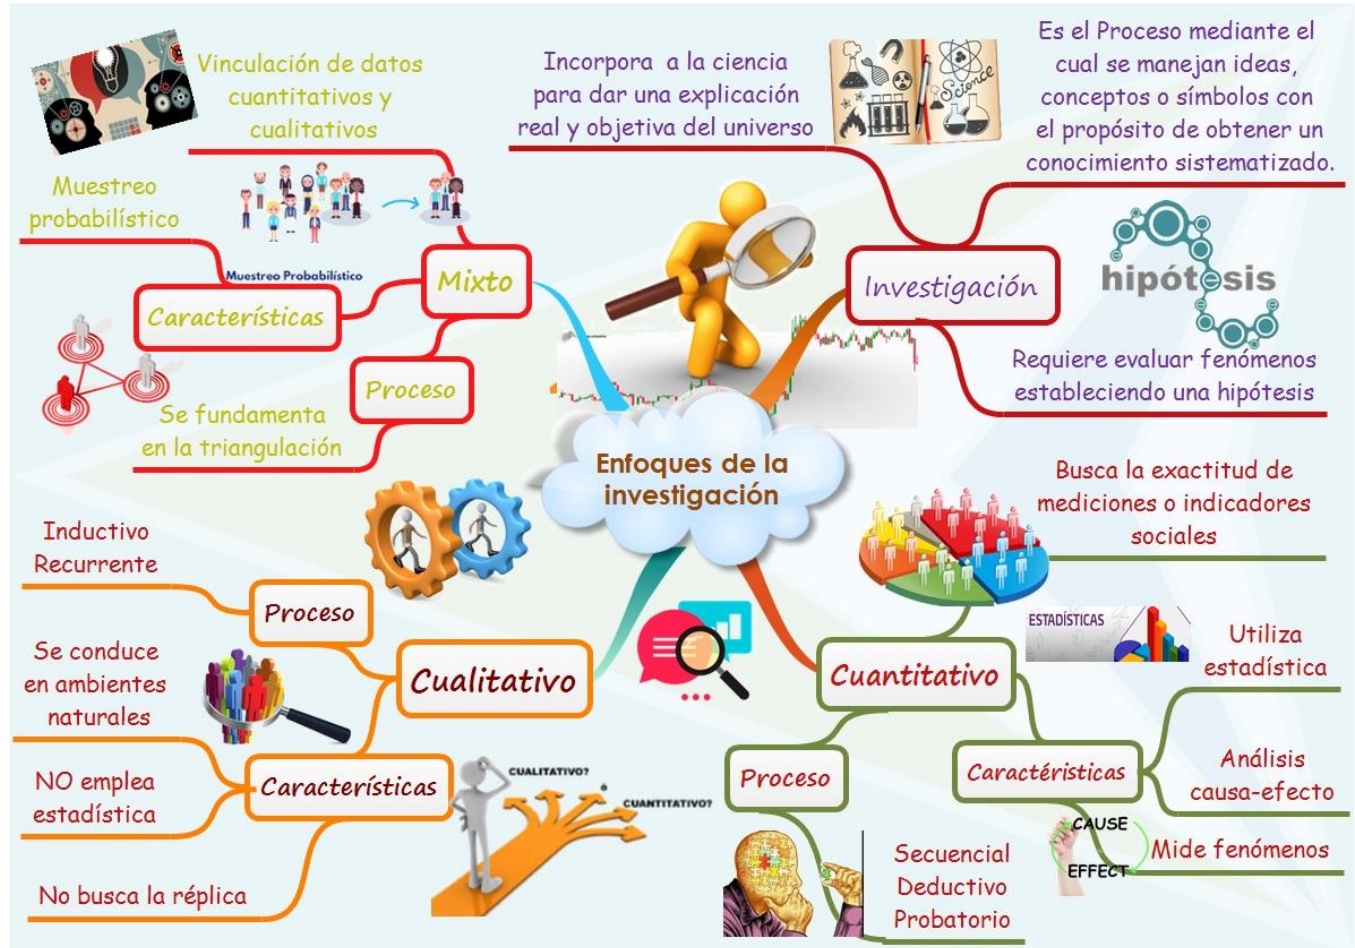 Vinculación de datos
cuantitativos y
cualitativos
Muestreo
probabilístico
Muestreo Probabilístico
Mixto
Características
Proceso
Se fundamenta
en la triangulación
Incorpora a la ciencia
para dar una explicación
real y objetiva del universo
Science
Es el Proceso mediante el
cual se manejan ideas,
conceptos o símbolos con
el propósito de obtener un
conocimiento sistematizado.
Investigación
hipótesis
Requiere evaluar fenómenos
estableciendo una hipótesis
Enfoques de la
investigación
Inductivo
Recurrente
Proceso
Se conduce
en ambientes
naturales
Cualitativo
NO emplea
estadística
Características
No busca la réplica
CUALITATIVO?
CUANTITATIVO?
Busca la exactitud de
mediciones o indicadores
sociales
ESTADÍSTICAS
Utiliza
estadística
Cuantitativo
Proceso
Caractéristicas
Análisis
causa-efecto
CAUSE
EFFECT
Mide fenómenos
Secuencial
Deductivo
Probatorio